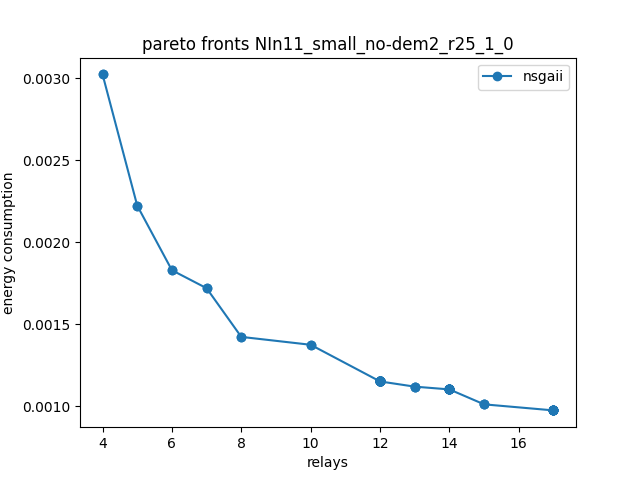 pareto fronts NIn11_small_no-dem2_r25_1_0
nsgaii
energy consumption
0.0030
0.0025
0.0020
0.0015
0.0010
4 6 8 10 12 14 16
relays